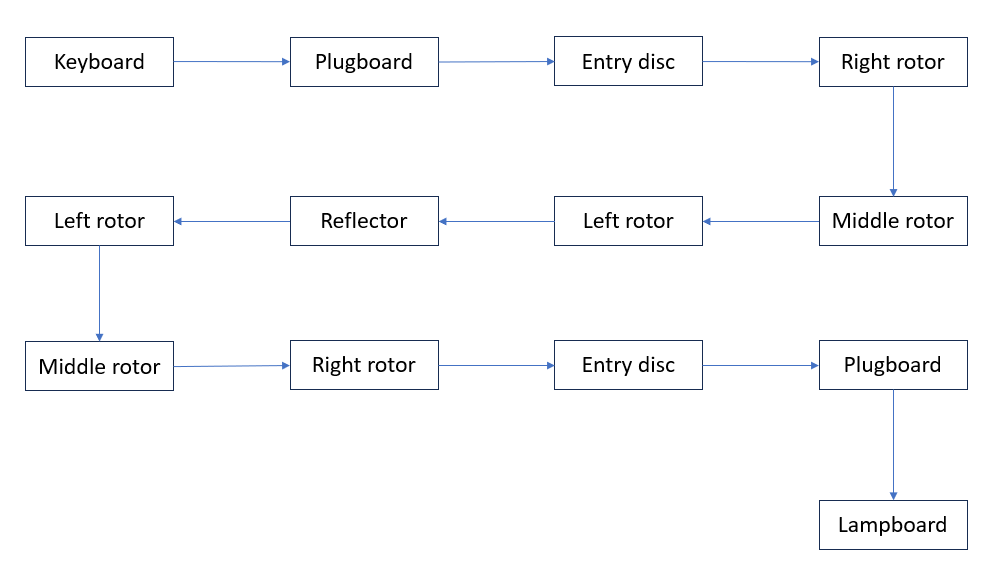 Keyboard
Plugboard
Entry disc
Right rotor
Left rotor
Reflector
Left rotor
Middle rotor
Middle rotor
Right rotor
Entry disc
Plugboard
Lampboard